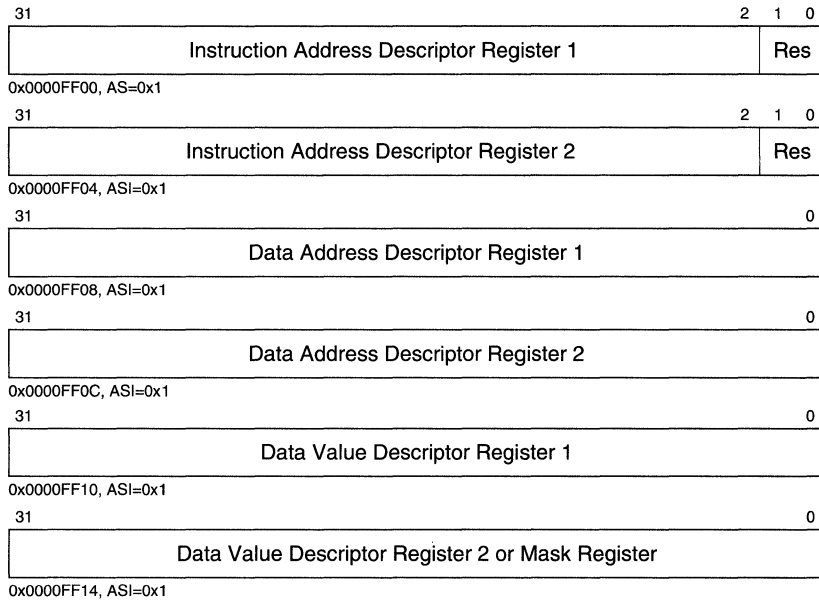 31 2 1 0
Instruction Address Descriptor Register 1 Res
0x0000FF00, AS=0x1
31 2 1 0
Instruction Address Descriptor Register 2 Res
0x0000FF04, ASI=0x1
31 0
Data Address Descriptor Register 1
0x0000FF08, ASI=0x1
31 0
Data Address Descriptor Register 2
0x0000FF0C, ASI=0x1
31 0
Data Value Descriptor Register 1
0x0000FF10, ASI=0x1
31 0
Data Value Descriptor Register 2 or Mask Register
0x0000FF14, ASI=0x1